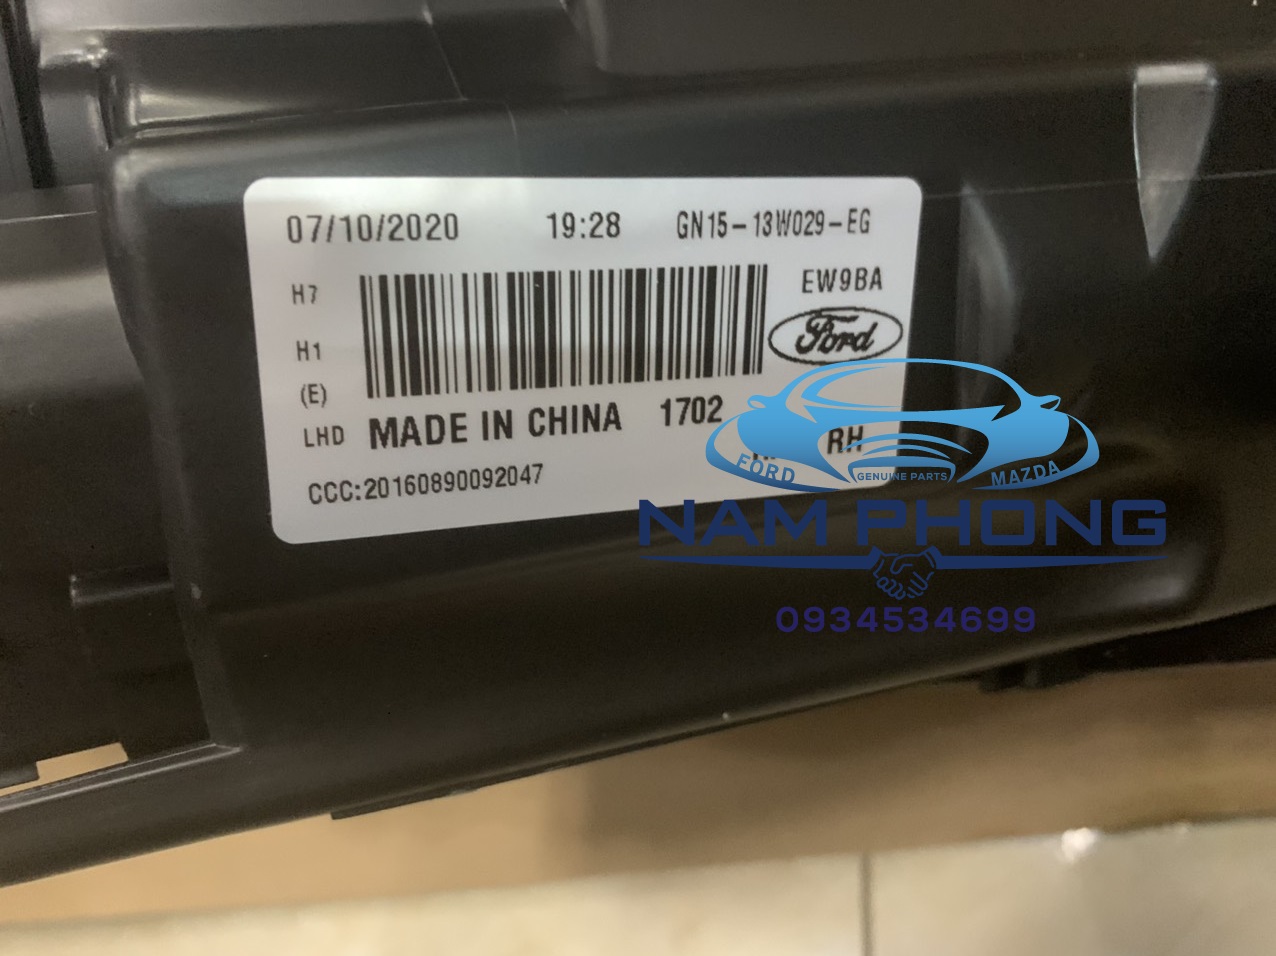 07/10/2020 19:28 GN15-13W029-EG
H7 EW9BA
Ford
H1
(E)
LHD MADE IN CHINA 1702 RH
CCC:20160890092047
FORD GENUINE PARTS MAZDA
NAM PHONG
0934534699